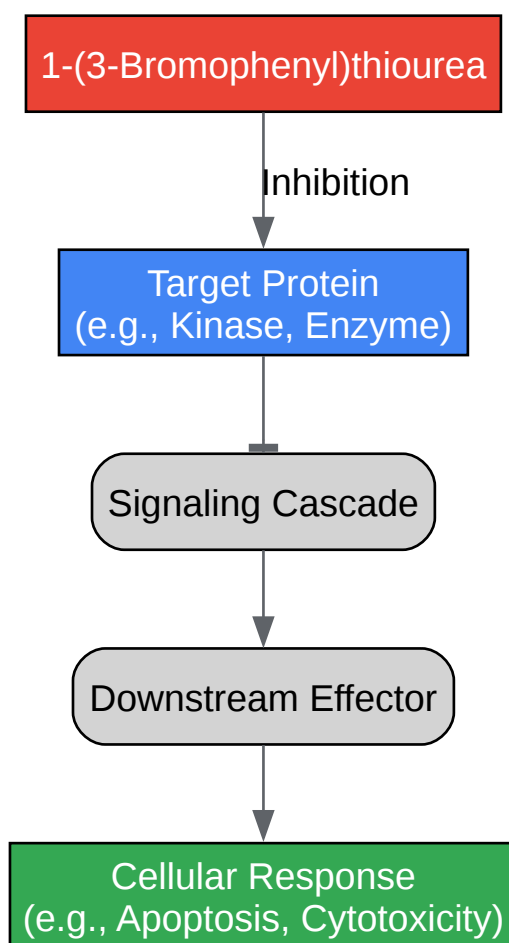 1-(3-Bromophenyl)thiourea
Inhibition
Target Protein
(e.g., Kinase, Enzyme)
Signaling Cascade
Downstream Effector
Cellular Response
(e.g., Apoptosis, Cytotoxicity)